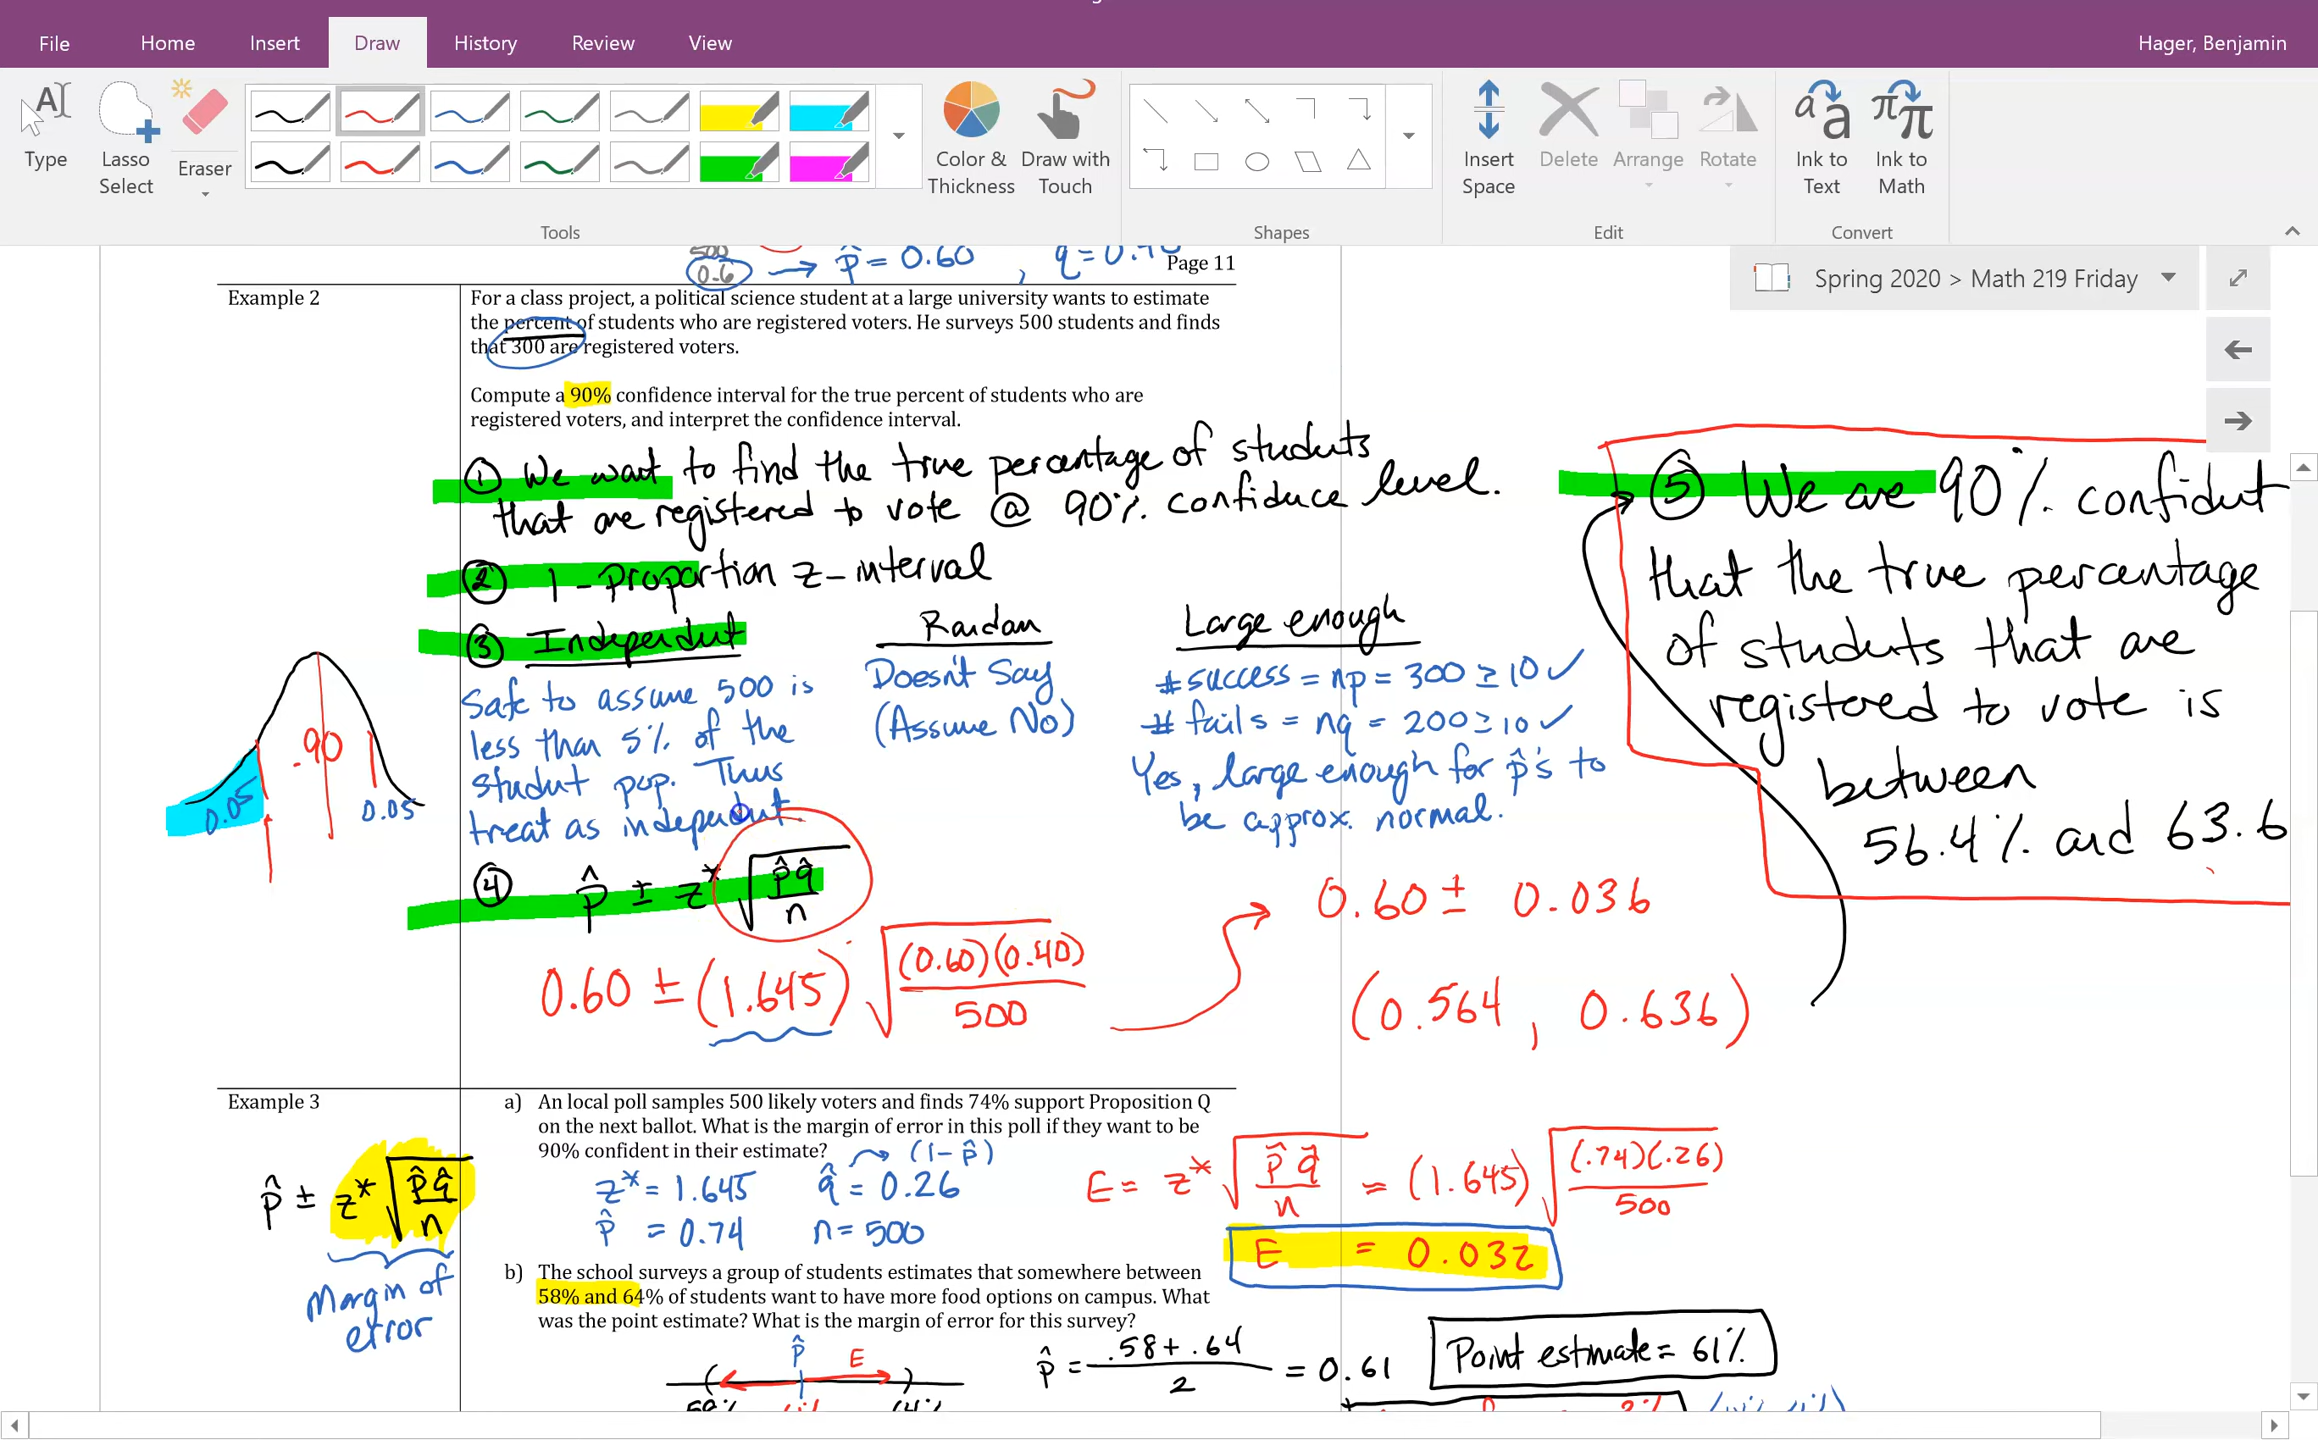 File Home Insert Draw History Review View Hager, Benjamin
Type
Lasso Select
Eraser
Color & Thickness
Draw with Touch
Insert Space
Delete
Arrange
Rotate
Ink to Text
Ink to Math
Tools Shapes Edit Convert
Spring 2020 > Math 219 Friday
500
0.6 → p̂ = 0.60 ,
Page 11
Example 2
For a class project, a political science student at a large university wants to estimate
the percent of students who are registered voters. He surveys 500 students and finds
that 300 are registered voters.
Compute a 90% confidence interval for the true percent of students who are
registered voters, and interpret the confidence interval.
① We want to find the true percentage of students
that are registered to vote @ 90% confidece level.
② 1-proportion z-interval
③ Independent
Safe to assume 500 is
less than 5% of the
student pop. Thus
treat as independent.
Random
Doesn't Say
(Assume No)
Large enough
# success = np = 300 ≥ 10 ✓
# fails = nq = 200 ≥ 10 ✓
Yes, large enough for p̂'s to
be approx. normal.
.90
0.05 0.05
④ p̂ ± z* √(p̂q̂/n)
0.60 ± (1.645) √((0.60)(0.40)/500)
0.60 ± 0.036
(0.564, 0.636)
⑤ We are 90% confident
that the true percentage
of students that are
registered to vote is
between
56.4% and 63.6
Example 3
a) An local poll samples 500 likely voters and finds 74% support Proposition Q
on the next ballot. What is the margin of error in this poll if they want to be
90% confident in their estimate?
(1-p̂)
z* = 1.645 q̂ = 0.26
p̂ = 0.74 n = 500
p̂ ± z* √(p̂q̂/n)
Margin of
error
E = z* √(p̂q̂/n) = (1.645) √((.74)(.26)/500)
E = 0.032
b) The school surveys a group of students estimates that somewhere between
58% and 64% of students want to have more food options on campus. What
was the point estimate? What is the margin of error for this survey?
p̂ E
p̂ = (.58 + .64)/2 = 0.61
Point estimate = 61%